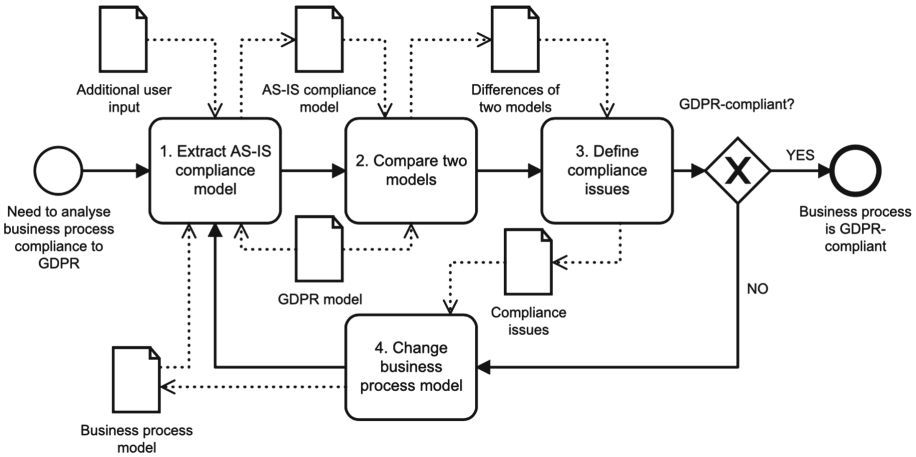 Additional user
input
AS-IS compliance
model
Differences of
two models
GDPR-compliant?
1. Extract AS-IS
compliance
model
2. Compare two
models
3. Define
compliance
issues
X
YES
Need to analyse
business process
compliance to
GDPR
Business process
is GDPR-
compliant
GDPR model
Compliance
issues
NO
4. Change
business
process model
Business process
model